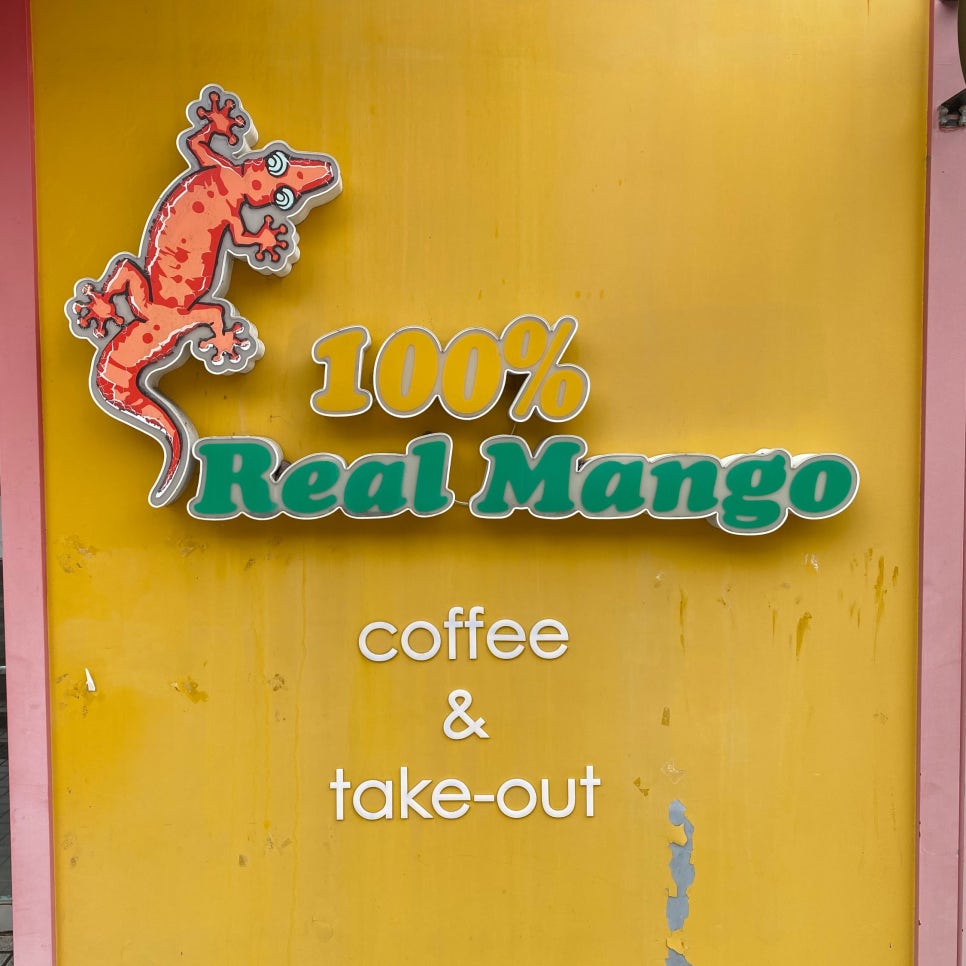 100%
Real Mango
coffee
&
take-out